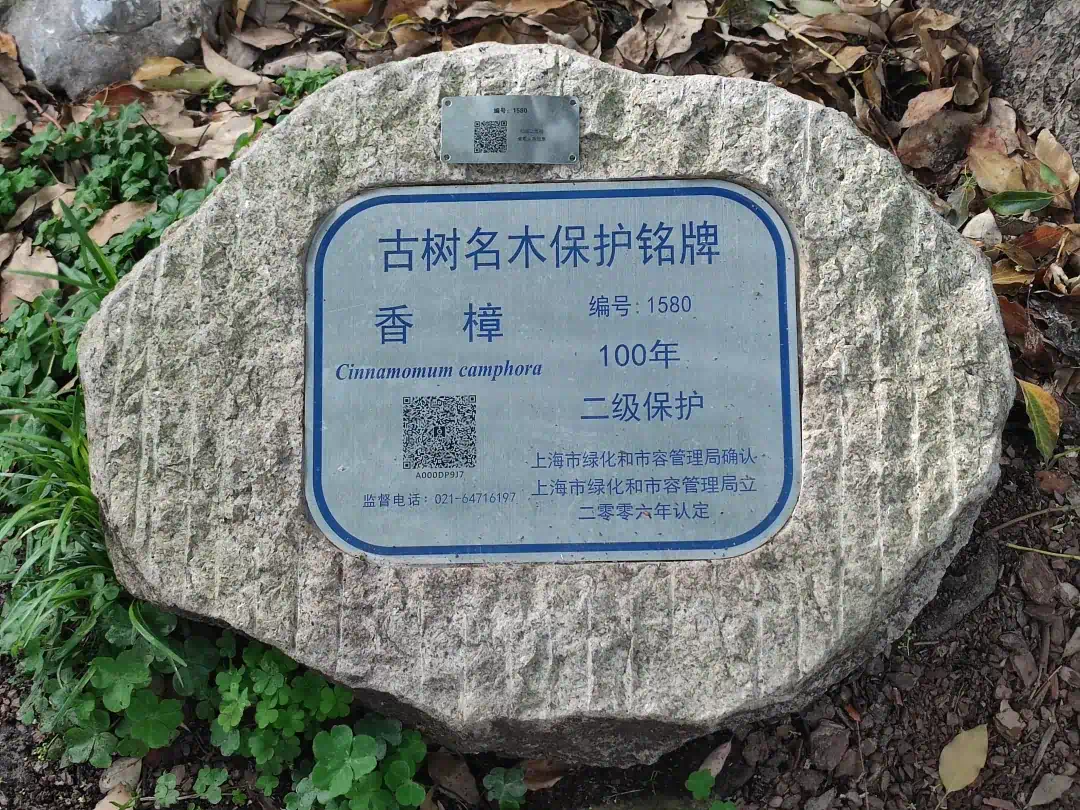 编号：1580
古树名木保护铭牌
香 樟
Cinnamomum camphora
编号：1580
100年
二级保护
A000DP9J7
监督电话：021-64716197
上海市绿化和市容管理局确认
上海市绿化和市容管理局立
二零零六年认定